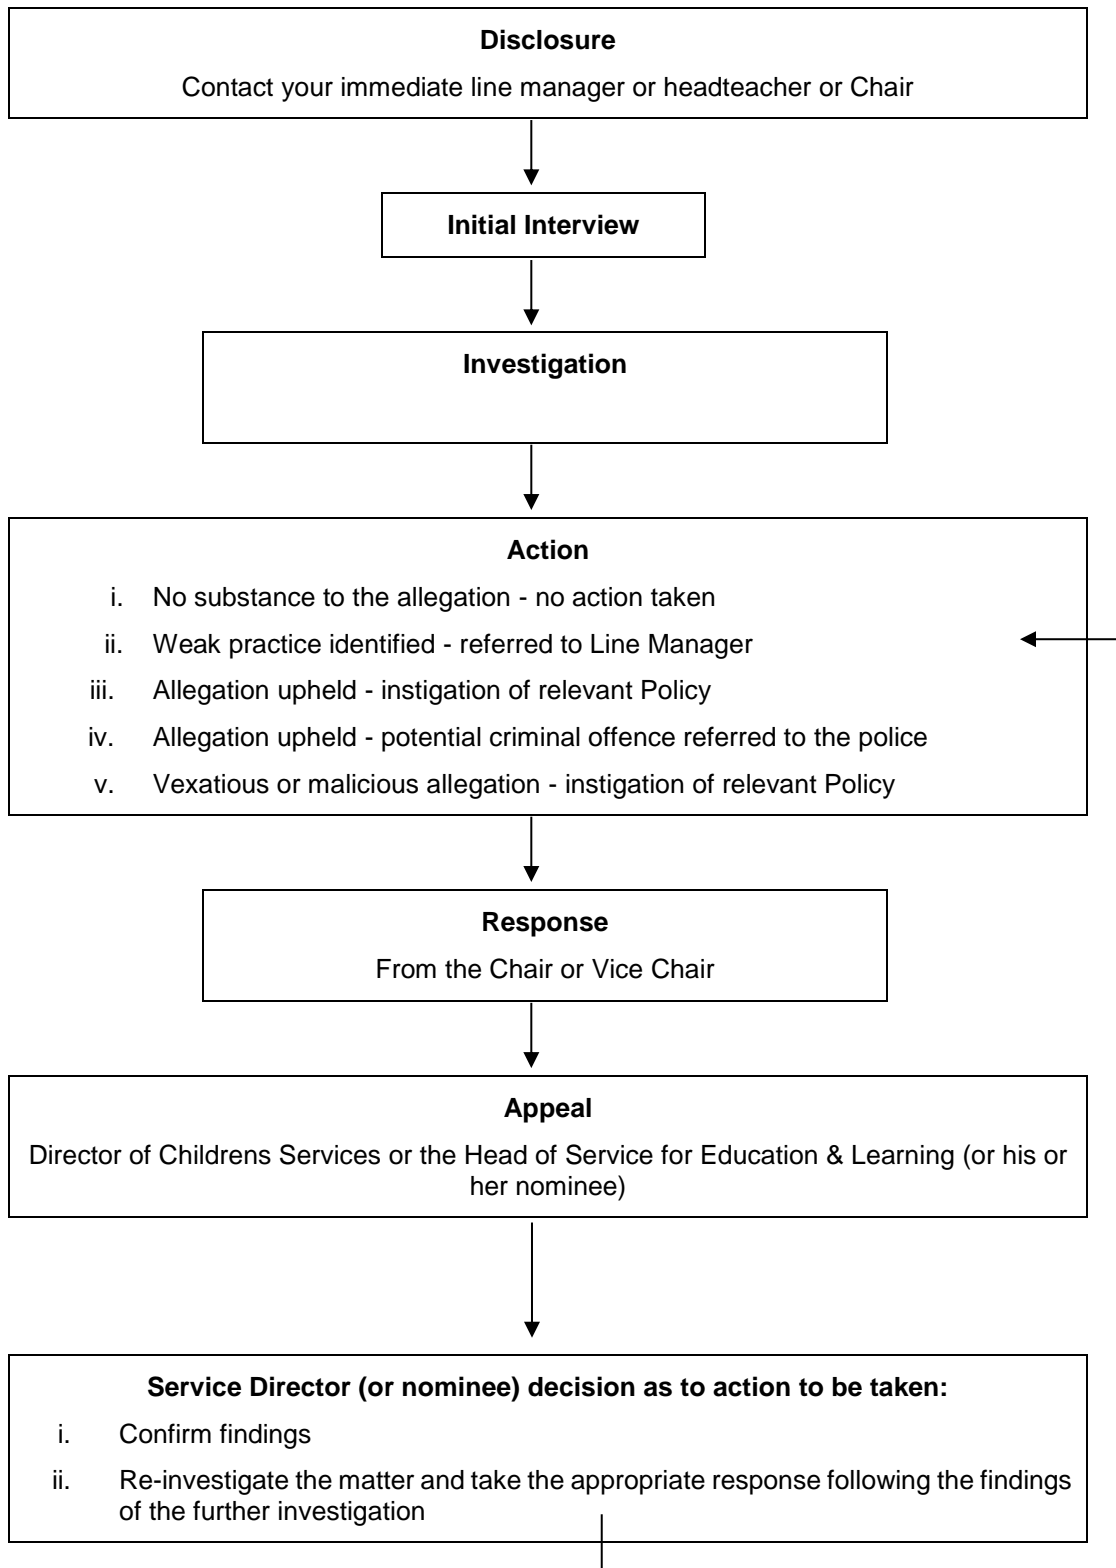 Disclosure
Contact your immediate line manager or headteacher or Chair
Initial Interview
Investigation
Action
i. No substance to the allegation - no action taken
ii. Weak practice identified - referred to Line Manager
iii. Allegation upheld - instigation of relevant Policy
iv. Allegation upheld - potential criminal offence referred to the police
v. Vexatious or malicious allegation - instigation of relevant Policy
Response
From the Chair or Vice Chair
Appeal
Director of Childrens Services or the Head of Service for Education & Learning (or his or
her nominee)
Service Director (or nominee) decision as to action to be taken:
i. Confirm findings
ii. Re-investigate the matter and take the appropriate response following the findings
of the further investigation